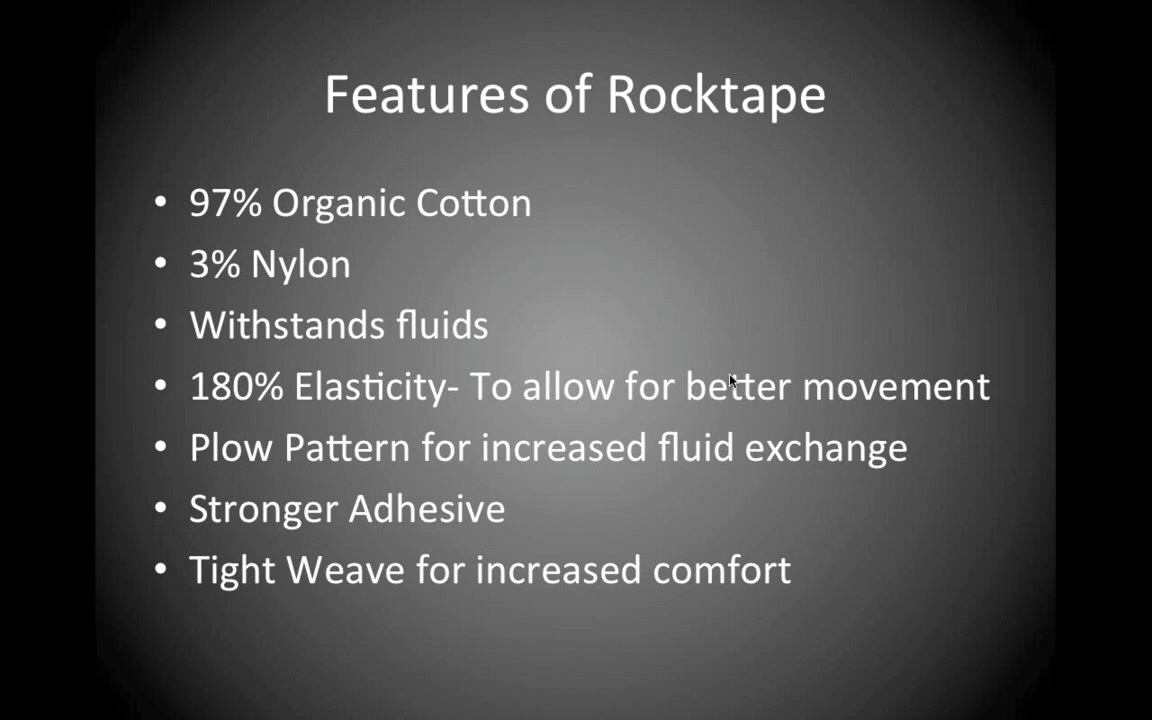 Features of Rocktape
• 97% Organic Cotton
• 3% Nylon
• Withstands fluids
• 180% Elasticity- To allow for better movement
• Plow Pattern for increased fluid exchange
• Stronger Adhesive
• Tight Weave for increased comfort